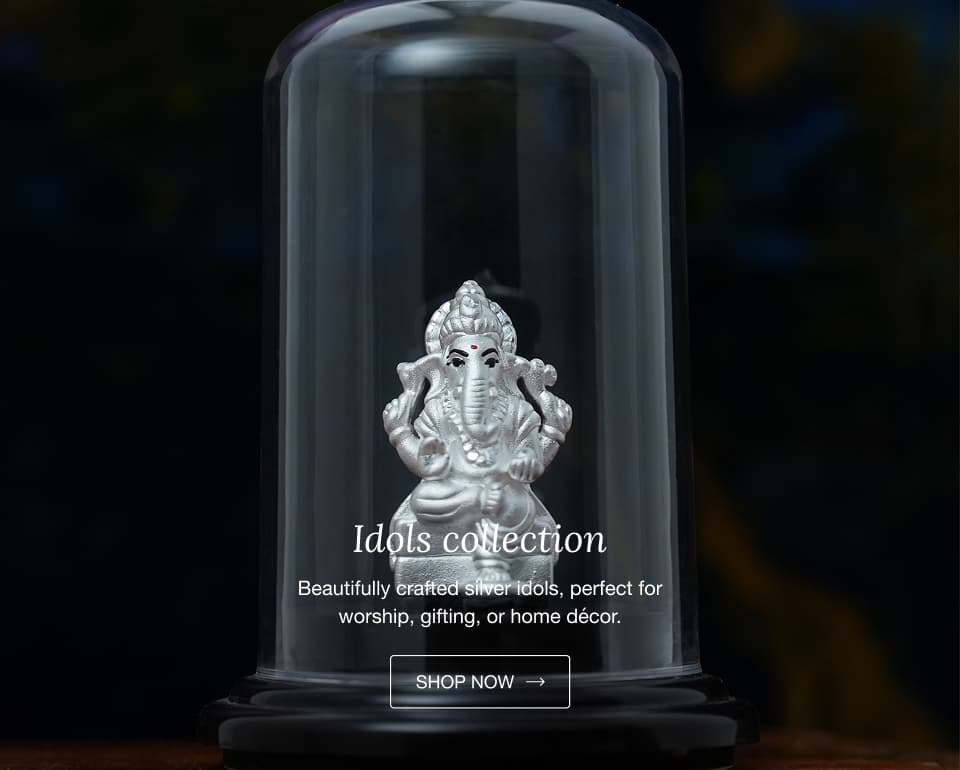 Idols collection
Beautifully crafted silver idols, perfect for
worship, gifting, or home décor.
SHOP NOW →